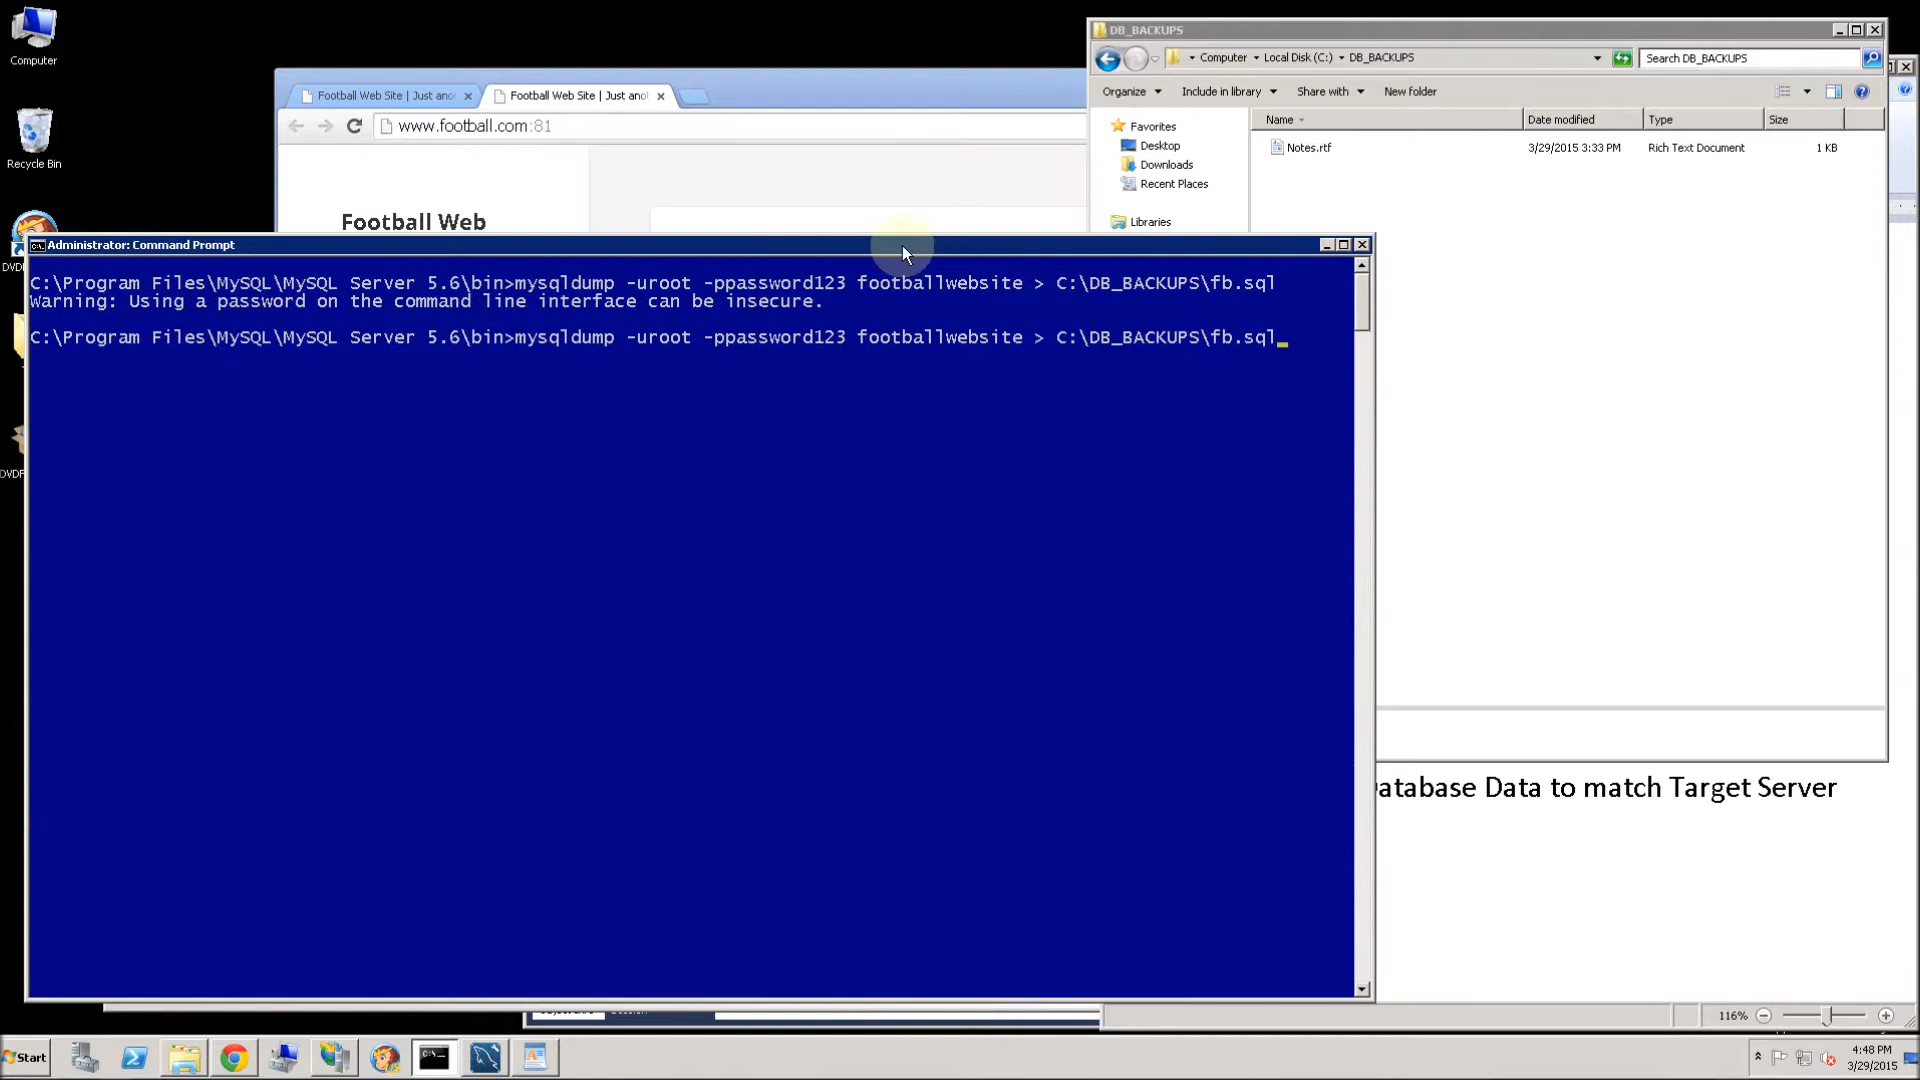 Computer
Recycle Bin
DVDF
DVDF
Football Web Site | Just ano
Football Web Site | Just ano
www.football.com:81
Football Web
DB_BACKUPS
Computer
Local Disk (C:)
DB_BACKUPS
Search DB_BACKUPS
Organize
Include in library
Share with
New folder
Name
Date modified
Type
Size
Favorites
Desktop
Downloads
Recent Places
Libraries
Notes.rtf
3/29/2015 3:33 PM
Rich Text Document
1 KB
Administrator: Command Prompt
C:\Program Files\MySQL\MySQL Server 5.6\bin>mysqldump -uroot -ppassword123 footballwebsite > C:\DB_BACKUPS\fb.sql
Warning: Using a password on the command line interface can be insecure.
C:\Program Files\MySQL\MySQL Server 5.6\bin>mysqldump -uroot -ppassword123 footballwebsite > C:\DB_BACKUPS\fb.sql
atabase Data to match Target Server
116%
Start
4:48 PM
3/29/2015